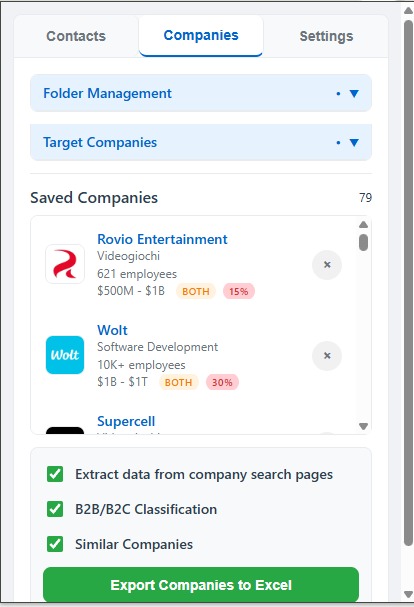 Contacts Companies Settings
Folder Management • ▼
Target Companies • ▼
Saved Companies 79
Rovio Entertainment
Videogiochi
621 employees
$500M - $1B BOTH 15%
×
Wolt
Wolt
Software Development
10K+ employees
$1B - $1T BOTH 30%
×
Supercell
Extract data from company search pages
B2B/B2C Classification
Similar Companies
Export Companies to Excel